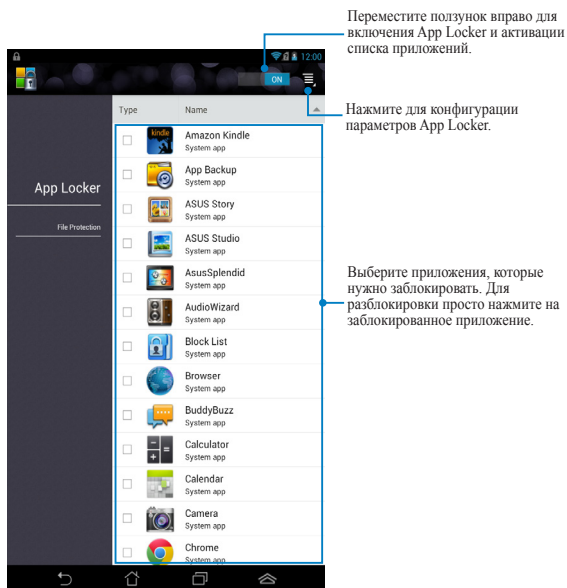 Переместите ползунок вправо для
включения App Locker и активации
списка приложений.
12:00
ON
Нажмите для конфигурации
параметров App Locker.
Type Name
kindle
Amazon Kindle
System app
App Backup
System app
App Locker
ASUS Story
System app
File Protection
ASUS Studio
System app
AsusSplendid
System app
Выберите приложения, которые
нужно заблокировать. Для
разблокировки просто нажмите на
заблокированное приложение.
AudioWizard
System app
Block List
System app
Browser
System app
BuddyBuzz
System app
Calculator
System app
Calendar
System app
Camera
System app
Chrome
System app